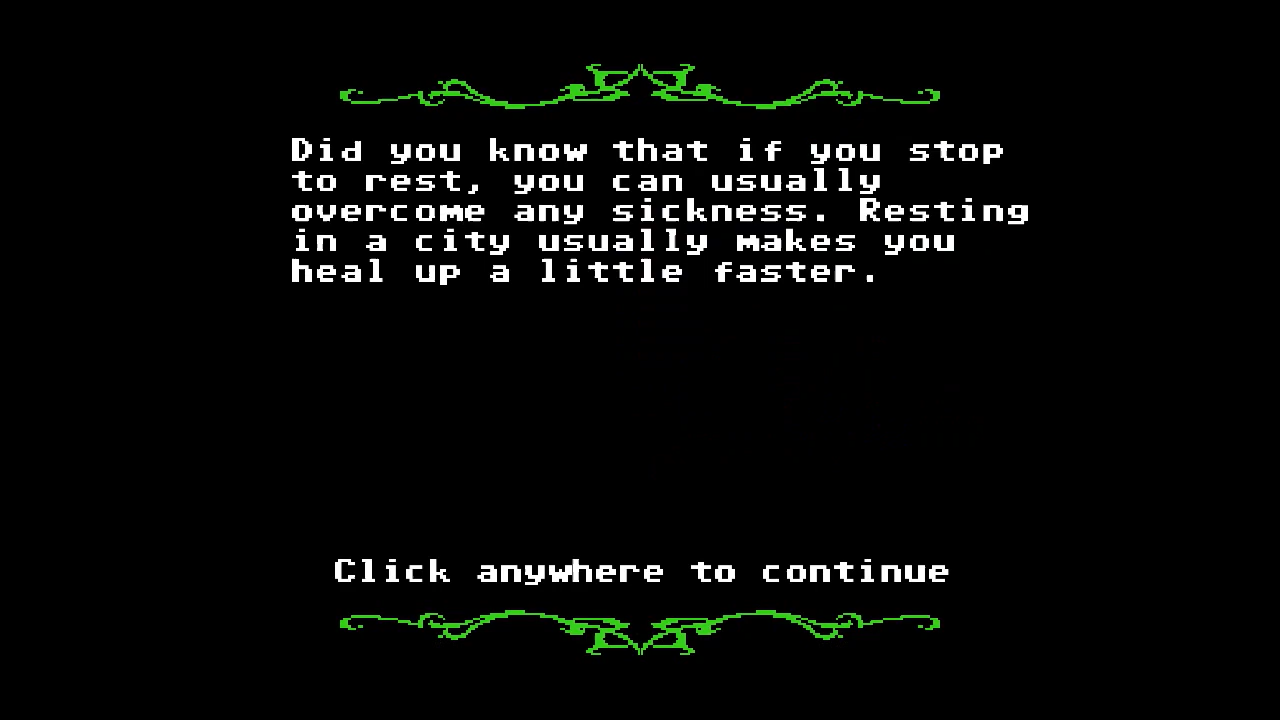 Did you know that if you stop
to rest, you can usually
overcome any sickness. Resting
in a city usually makes you
heal up a little faster.
Click anywhere to continue